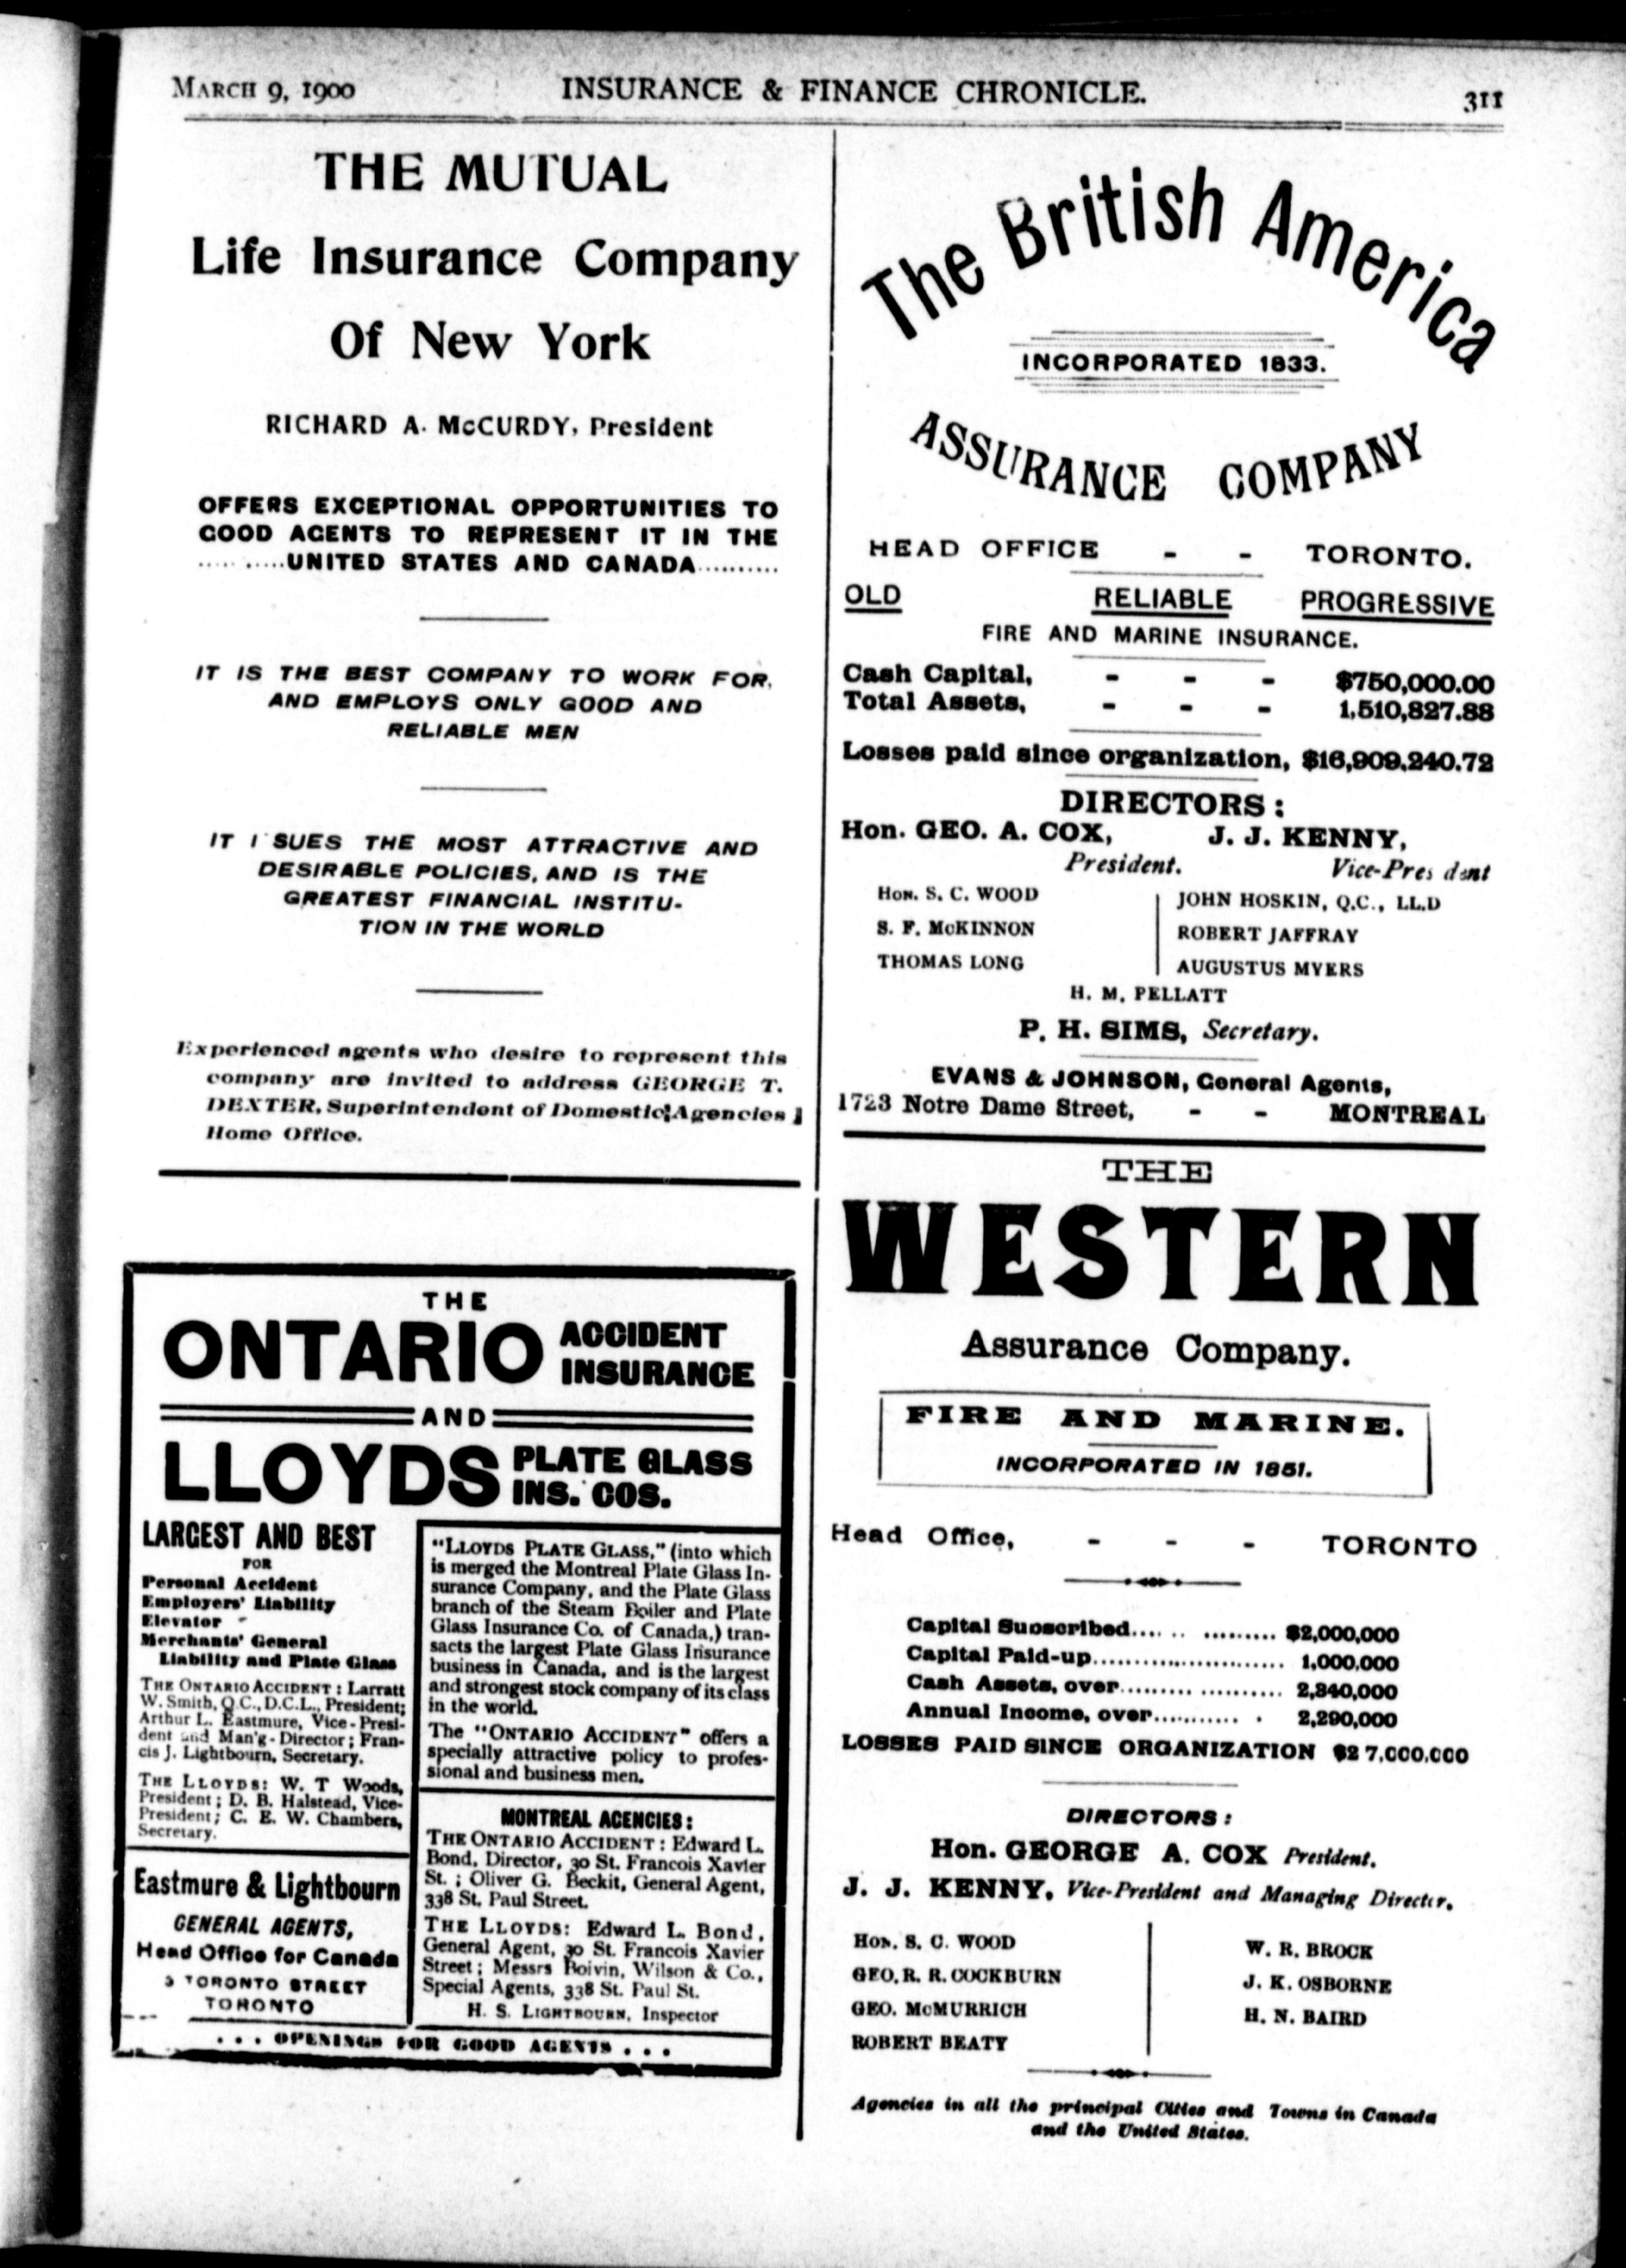 MARCH 9, 1900 INSURANCE & FINANCE CHRONICLE. 311
THE MUTUAL
Life Insurance Company
Of New York
RICHARD A. McCURDY, President
OFFERS EXCEPTIONAL OPPORTUNITIES TO
GOOD AGENTS TO REPRESENT IT IN THE
..........UNITED STATES AND CANADA..........
IT IS THE BEST COMPANY TO WORK FOR,
AND EMPLOYS ONLY GOOD AND
RELIABLE MEN
IT I SUES THE MOST ATTRACTIVE AND
DESIRABLE POLICIES, AND IS THE
GREATEST FINANCIAL INSTITU-
TION IN THE WORLD
Experienced agents who desire to represent this
company are invited to address GEORGE T.
DEXTER, Superintendent of Domestic Agencies
Home Office.
THE
ONTARIO ACCIDENT
INSURANCE
AND
LLOYDS PLATE GLASS
INS. COS.
LARGEST AND BEST
FOR
Personal Accident
Employers' Liability
Elevator
Merchants' General
Liability and Plate Glass
THE ONTARIO ACCIDENT: Larratt
W. Smith, Q.C., D.C.L., President;
Arthur L. Eastmure, Vice-Presi-
dent and Man'g-Director; Fran-
cis J. Lightbourn, Secretary.
THE LLOYDS: W. T Woods,
President; D. B. Halstead, Vice-
President; C. E. W. Chambers,
Secretary.
Eastmure & Lightbourn
GENERAL AGENTS,
Head Office for Canada
3 TORONTO STREET
TORONTO
"LLOYDS PLATE GLASS," (into which
is merged the Montreal Plate Glass In-
surance Company, and the Plate Glass
branch of the Steam Boiler and Plate
Glass Insurance Co. of Canada,) tran-
sacts the largest Plate Glass Insurance
business in Canada, and is the largest
and strongest stock company of its class
in the world.
The "ONTARIO ACCIDENT" offers a
specially attractive policy to profes-
sional and business men.
MONTREAL AGENCIES:
THE ONTARIO ACCIDENT: Edward L.
Bond, Director, 30 St. Francois Xavier
St.; Oliver G. Beckit, General Agent,
338 St. Paul Street.
THE LLOYDS: Edward L. Bond,
General Agent, 30 St. Francois Xavier
Street; Messrs Boivin, Wilson & Co.,
Special Agents, 338 St. Paul St.
H. S. LIGHTBOURN, Inspector
. . . OPENINGS FOR GOOD AGENTS . . .
The British America
INCORPORATED 1833.
ASSURANCE COMPANY
HEAD OFFICE - - TORONTO.
OLD RELIABLE PROGRESSIVE
FIRE AND MARINE INSURANCE.
Cash Capital, - - - $750,000.00
Total Assets, - - - 1,510,827.88
Losses paid since organization, $16,909,240.72
DIRECTORS:
Hon. GEO. A. COX, J. J. KENNY,
President. Vice-President
HON. S. C. WOOD JOHN HOSKIN, Q.C., LL.D
S. F. McKINNON ROBERT JAFFRAY
THOMAS LONG AUGUSTUS MYERS
H. M. PELLATT
P. H. SIMS, Secretary.
EVANS & JOHNSON, General Agents,
1723 Notre Dame Street, - - MONTREAL
THE
WESTERN
Assurance Company.
FIRE AND MARINE.
INCORPORATED IN 1851.
Head Office, - - - TORONTO
Capital Subscribed............... $2,000,000
Capital Paid-up........................ 1,000,000
Cash Assets, over................... 2,340,000
Annual Income, over............ . 2,290,000
LOSSES PAID SINCE ORGANIZATION $27,000,000
DIRECTORS:
Hon. GEORGE A. COX President.
J. J. KENNY, Vice-President and Managing Director.
HON. S. C. WOOD W. R. BROCK
GEO. R. R. COCKBURN J. K. OSBORNE
GEO. McMURRICH H. N. BAIRD
ROBERT BEATY
Agencies in all the principal Cities and Towns in Canada
and the United States.